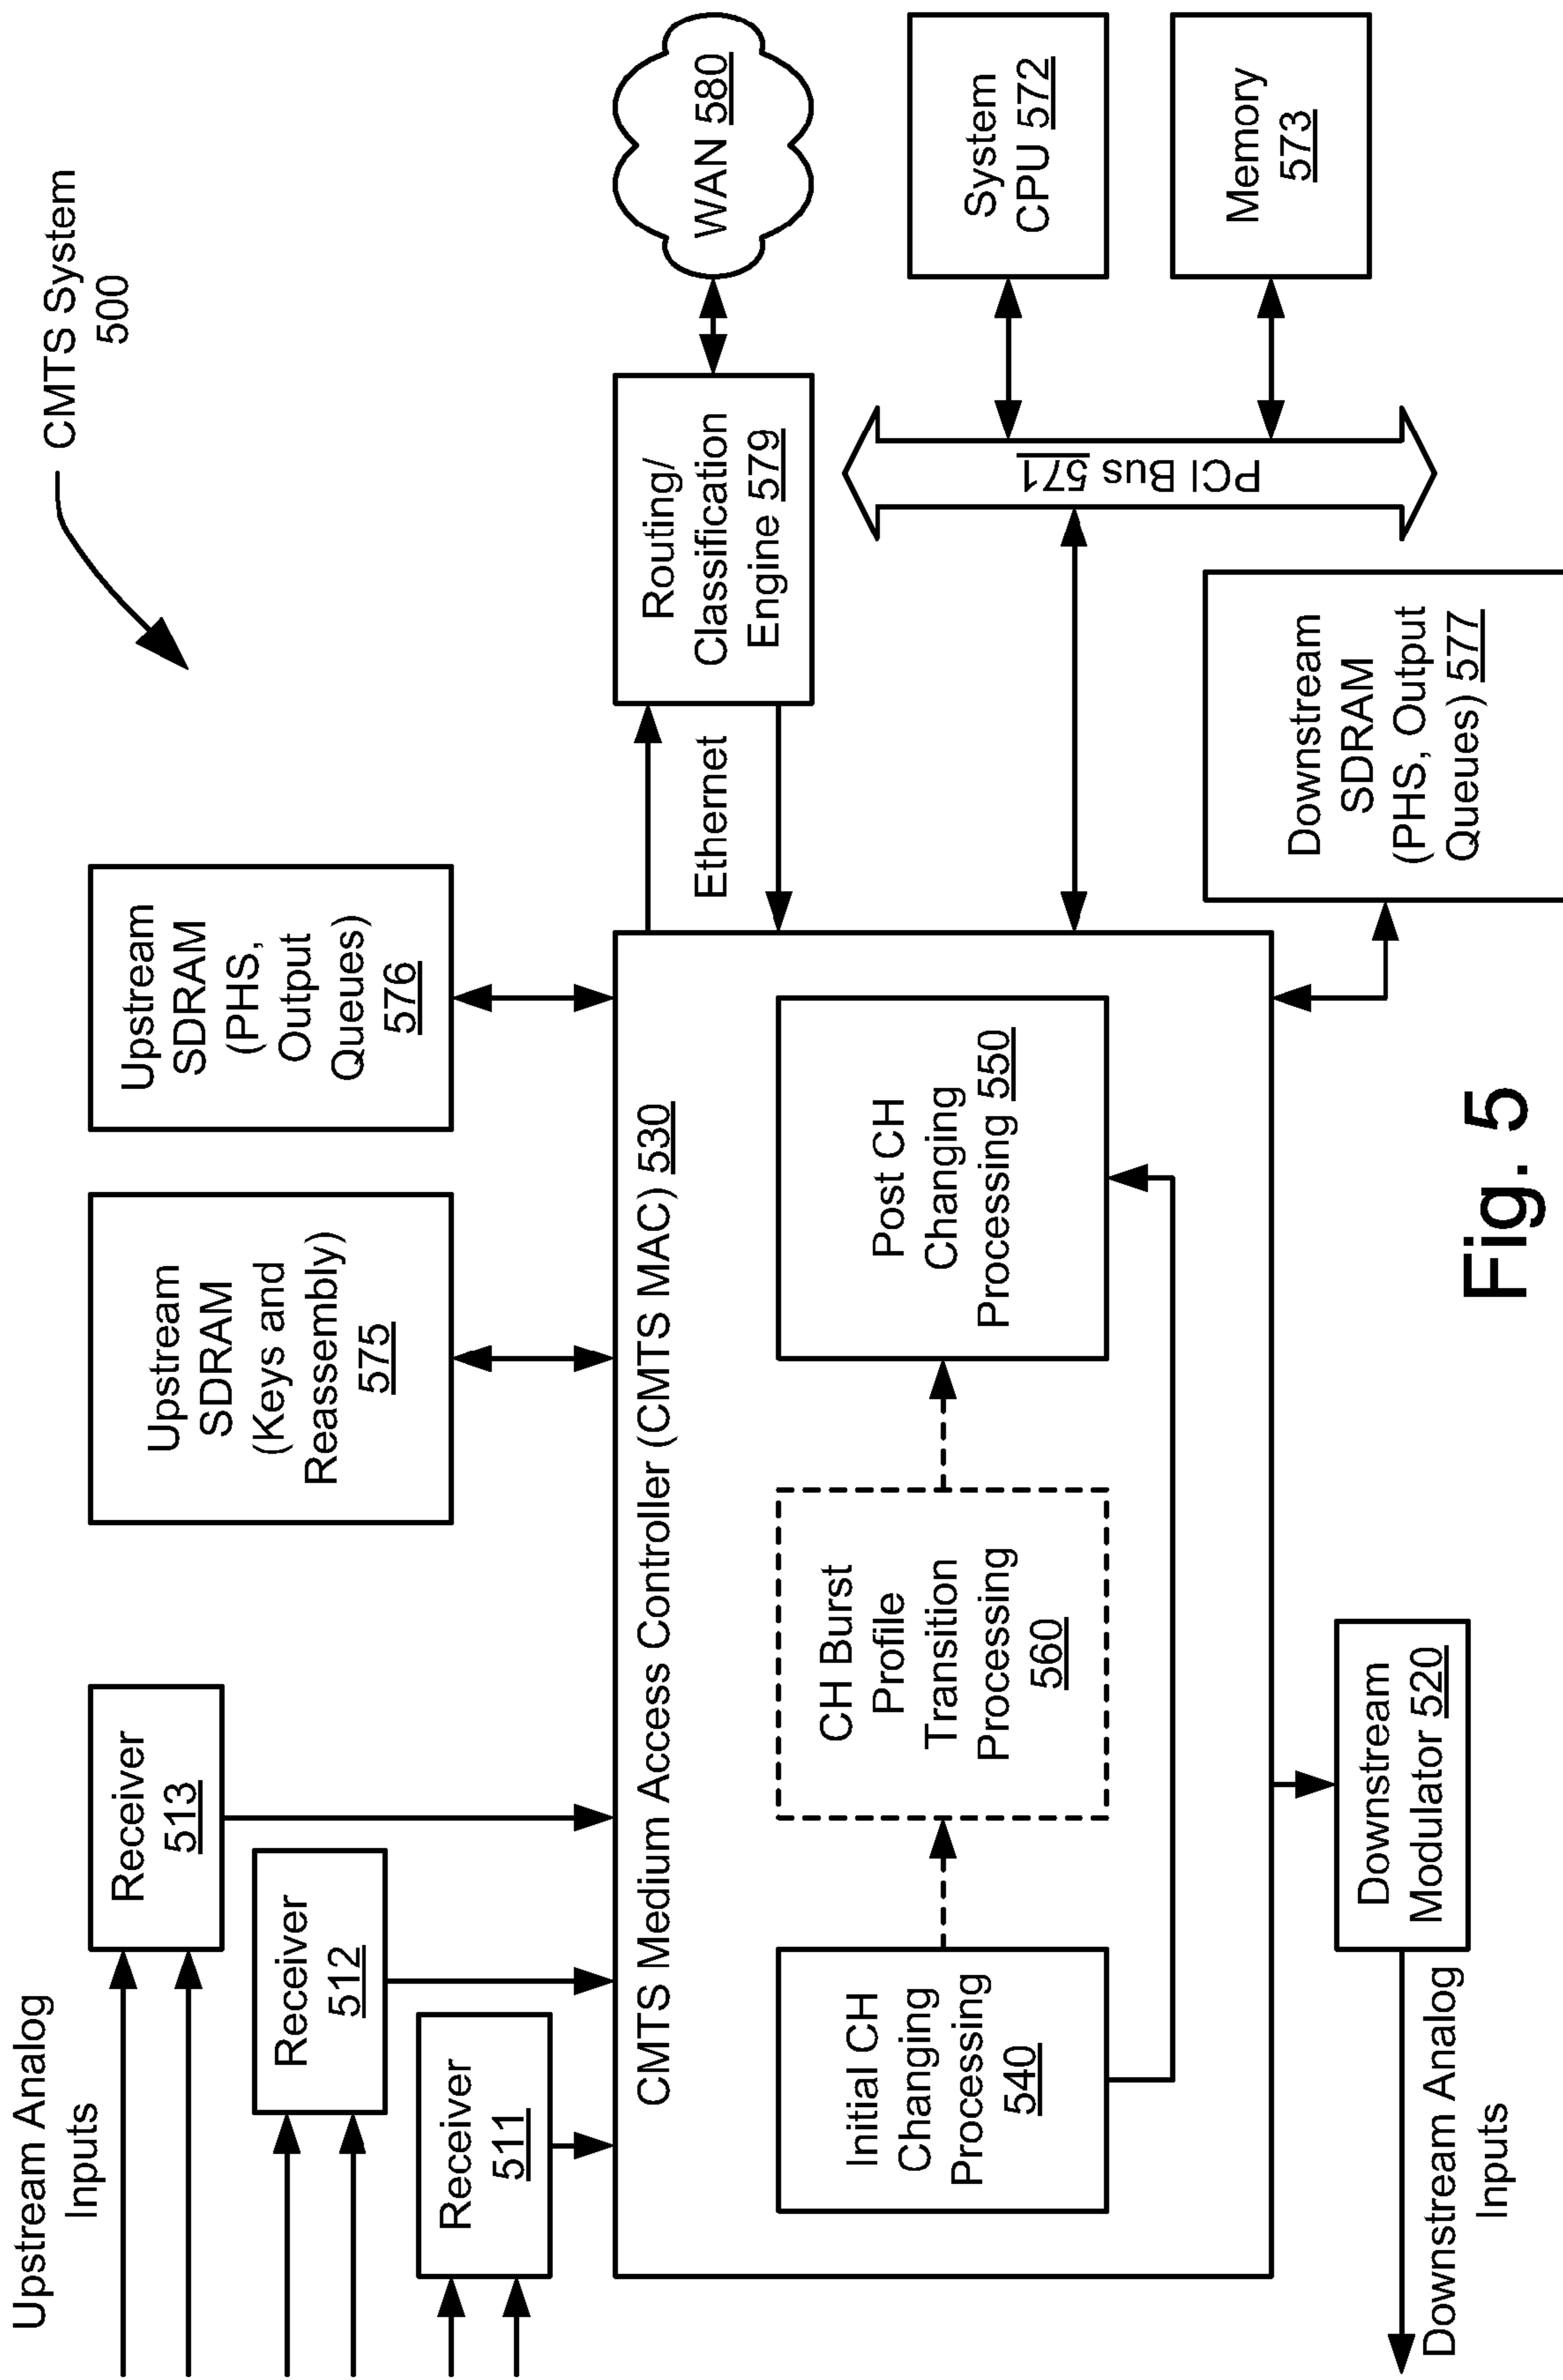 CMTS System
500
Upstream Analog
Inputs
Receiver
513
Receiver
512
Receiver
511
Upstream
SDRAM
(Keys and
Reassembly)
575
Upstream
SDRAM
(PHS,
Output
Queues)
576
CMTS Medium Access Controller (CMTS MAC) 530
Initial CH
Changing
Processing
540
CH Burst
Profile
Transition
Processing
560
Post CH
Changing
Processing 550
Ethernet
Routing/
Classification
Engine 579
WAN 580
PCI Bus 571
System
CPU 572
Memory
573
Downstream
SDRAM
(PHS, Output
Queues) 577
Downstream
Modulator 520
Downstream Analog
Inputs
Fig. 5